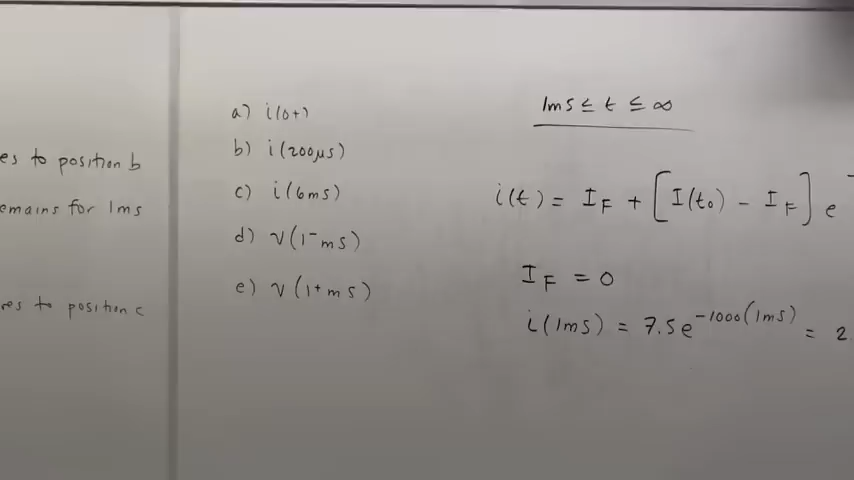 es to position b
emains for 1ms
res to position c
a) i(0+)
b) i(200μs)
c) i(6ms)
d) v(1⁻ms)
e) v(1⁺ms)
1ms ≤ t ≤ ∞
i(t) = I_F + [I(t₀) - I_F] e⁻
I_F = 0
i(1ms) = 7.5e^-1000(1ms) = 2.